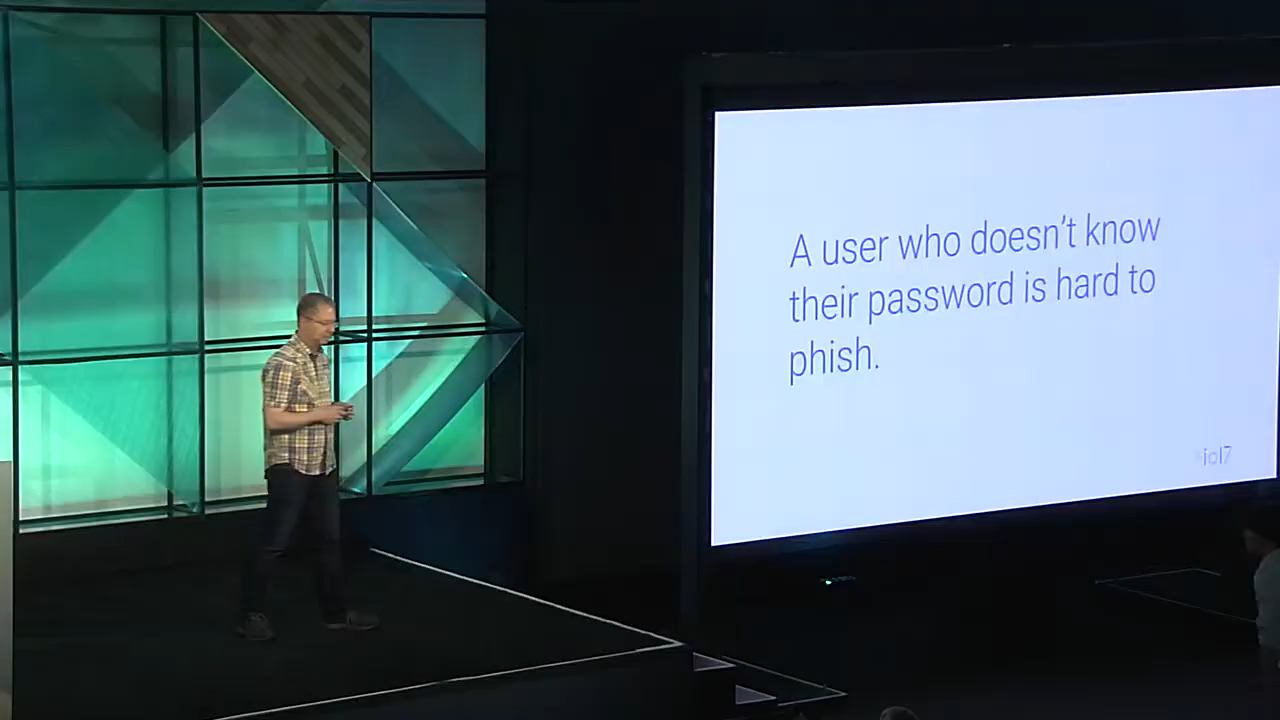 A user who doesn't know
their password is hard to
phish.
#io17